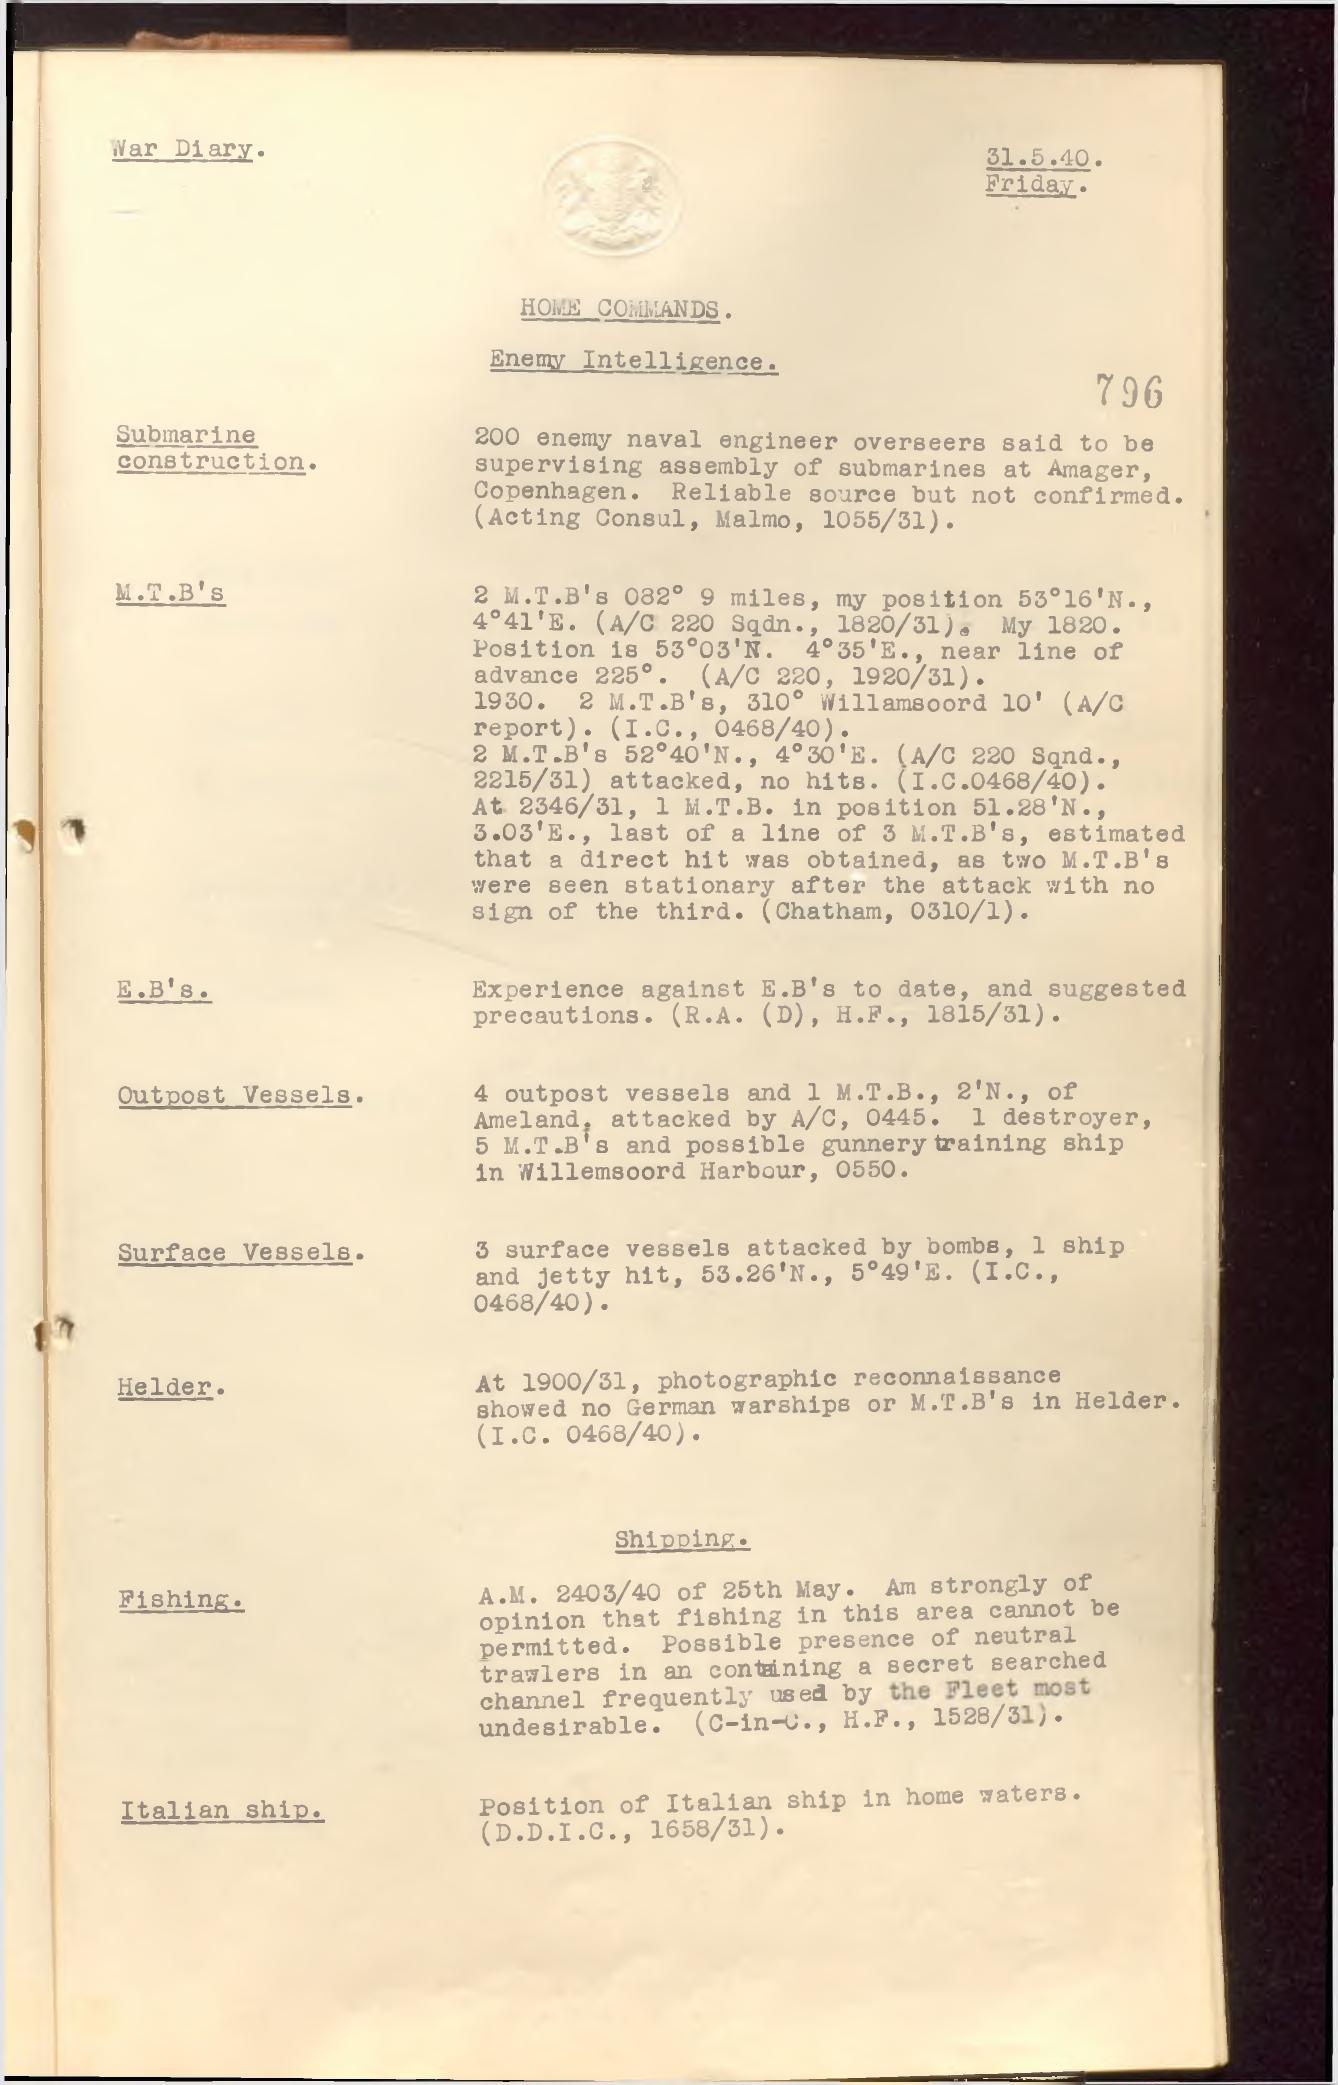 War Diary.
31.5.40.
Friday.
HOME COMMANDS.
Enemy Intelligence.
796
Submarine
construction.
200 enemy naval engineer overseers said to be
supervising assembly of submarines at Amager,
Copenhagen. Reliable source but not confirmed.
(Acting Consul, Malmo, 1055/31).
M.T.B's
2 M.T.B's 082° 9 miles, my position 53°16'N.,
4°41'E. (A/C 220 Sqdn., 1820/31). My 1820.
Position is 53°03'N. 4°35'E., near line of
advance 225°. (A/C 220, 1920/31).
1930. 2 M.T.B's, 310° Willamsoord 10' (A/C
report). (I.C., 0468/40).
2 M.T.B's 52°40'N., 4°30'E. (A/C 220 Sqnd.,
2215/31) attacked, no hits. (I.C.0468/40).
At 2346/31, 1 M.T.B. in position 51.28'N.,
3.03'E., last of a line of 3 M.T.B's, estimated
that a direct hit was obtained, as two M.T.B's
were seen stationary after the attack with no
sign of the third. (Chatham, 0310/1).
E.B's.
Experience against E.B's to date, and suggested
precautions. (R.A. (D), H.F., 1815/31).
Outpost Vessels.
4 outpost vessels and 1 M.T.B., 2'N., of
Ameland, attacked by A/C, 0445. 1 destroyer,
5 M.T.B's and possible gunnery training ship
in Willemsoord Harbour, 0550.
Surface Vessels.
3 surface vessels attacked by bombs, 1 ship
and jetty hit, 53.26'N., 5°49'E. (I.C.,
0468/40).
Helder.
At 1900/31, photographic reconnaissance
showed no German warships or M.T.B's in Helder.
(I.C. 0468/40).
Shipping.
Fishing.
A.M. 2403/40 of 25th May. Am strongly of
opinion that fishing in this area cannot be
permitted. Possible presence of neutral
trawlers in an containing a secret searched
channel frequently used by the Fleet most
undesirable. (C-in-C., H.F., 1528/31).
Italian ship.
Position of Italian ship in home waters.
(D.D.I.C., 1658/31).